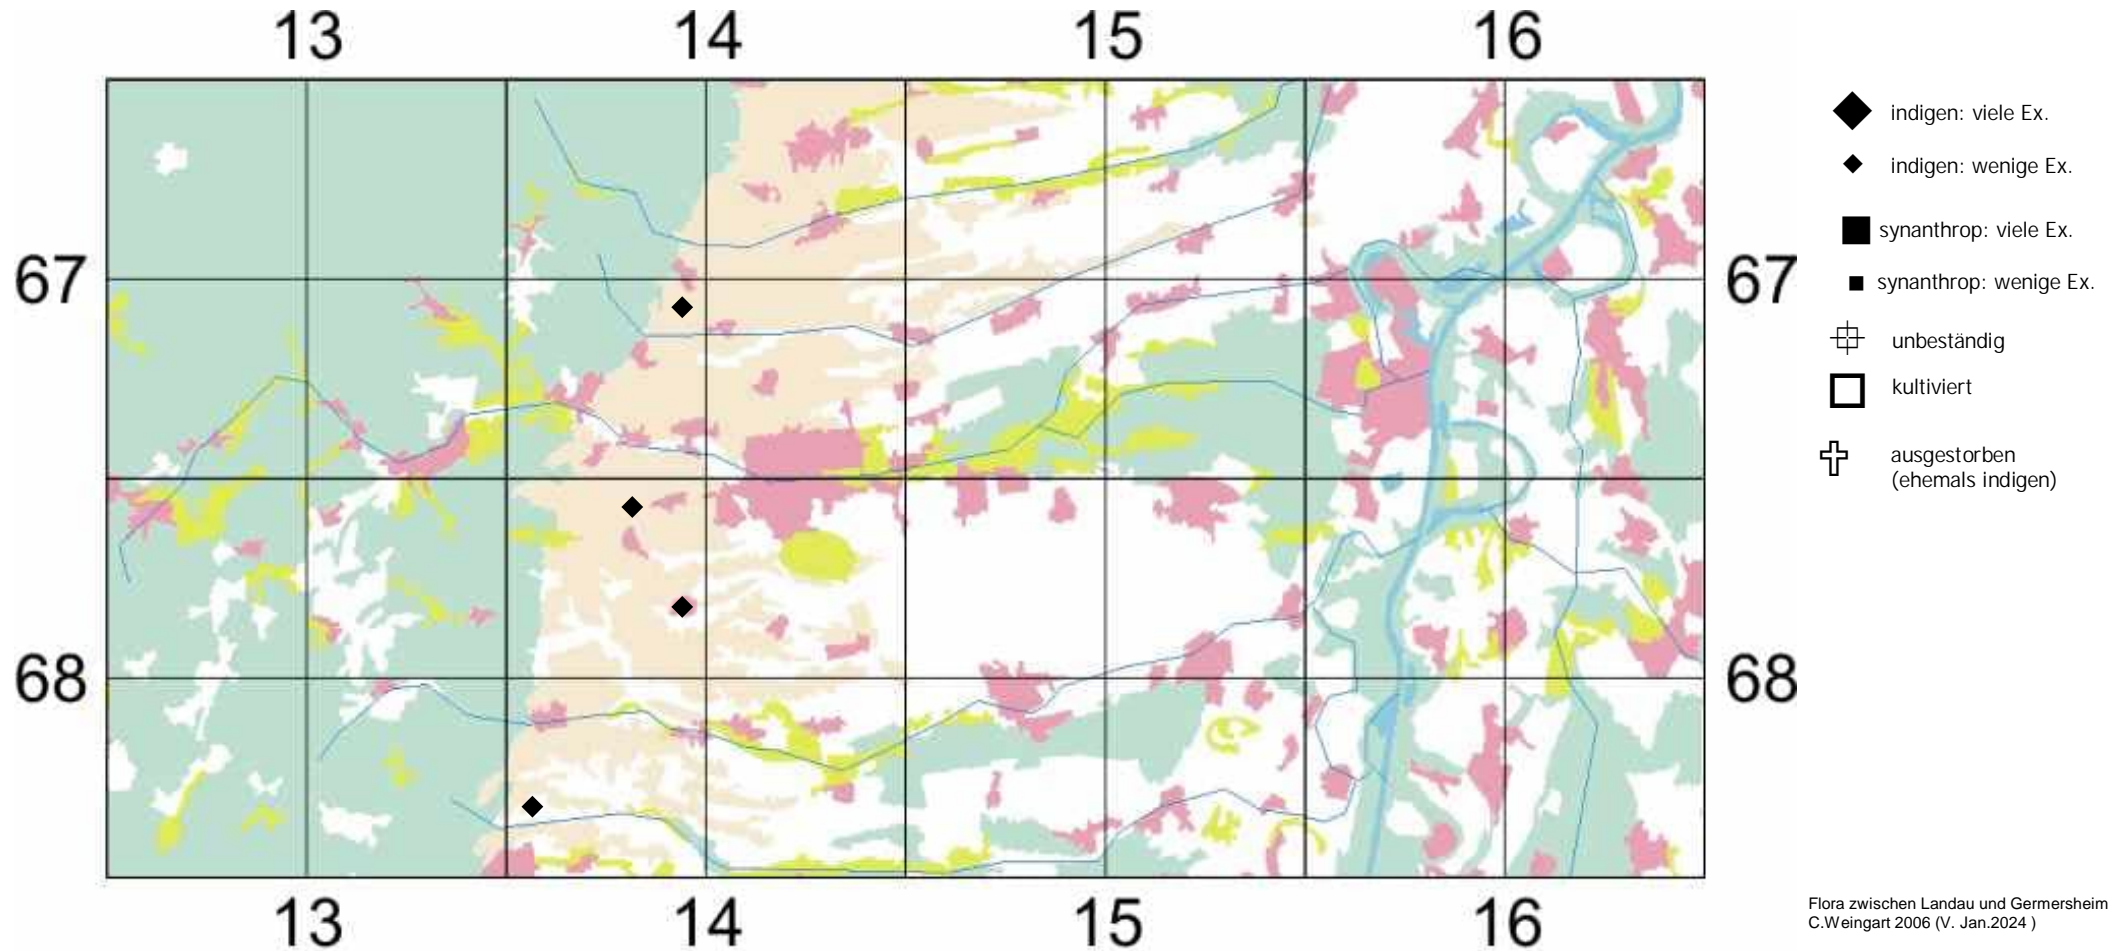 13 14 15 16
67 67
68 68
13 14 15 16
indigen: viele Ex.
indigen: wenige Ex.
synanthrop: viele Ex.
synanthrop: wenige Ex.
unbeständig
kultiviert
ausgestorben
(ehemals indigen)
Flora zwischen Landau und Germersheim
C.Weingart 2006 (V. Jan.2024 )